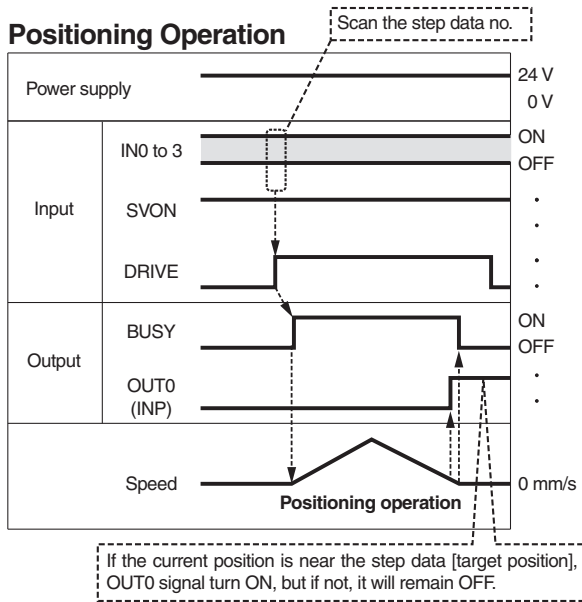 Positioning Operation
Scan the step data no.
Power supply
24 V
0 V
Input
IN0 to 3
ON
OFF
SVON
DRIVE
Output
BUSY
ON
OFF
OUT0
(INP)
Speed
Positioning operation
0 mm/s
If the current position is near the step data [target position],
OUT0 signal turn ON, but if not, it will remain OFF.